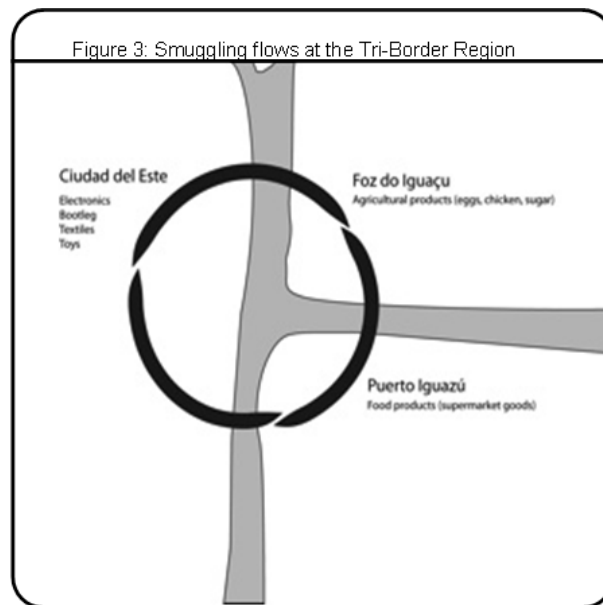 Figure 3: Smuggling flows at the Tri-Border Region
Ciudad del Este
Electronics
Bootleg
Textiles
Toys
Foz do Iguaçu
Agricultural products (eggs, chicken, sugar)
Puerto Iguazú
Food products (supermarket goods)